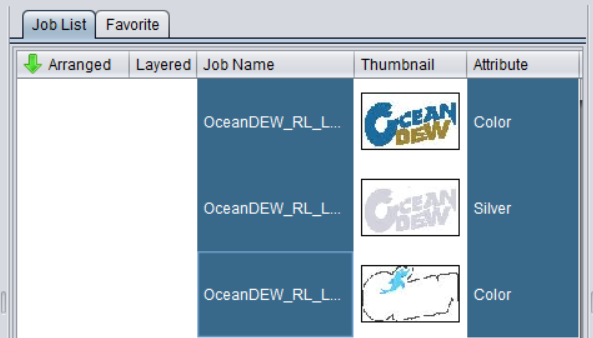 Job List Favorite
Arranged Layered Job Name Thumbnail Attribute
OceanDEW_RL_L... OCEAN DEW Color
OceanDEW_RL_L... OCEAN DEW Silver
OceanDEW_RL_L... Color